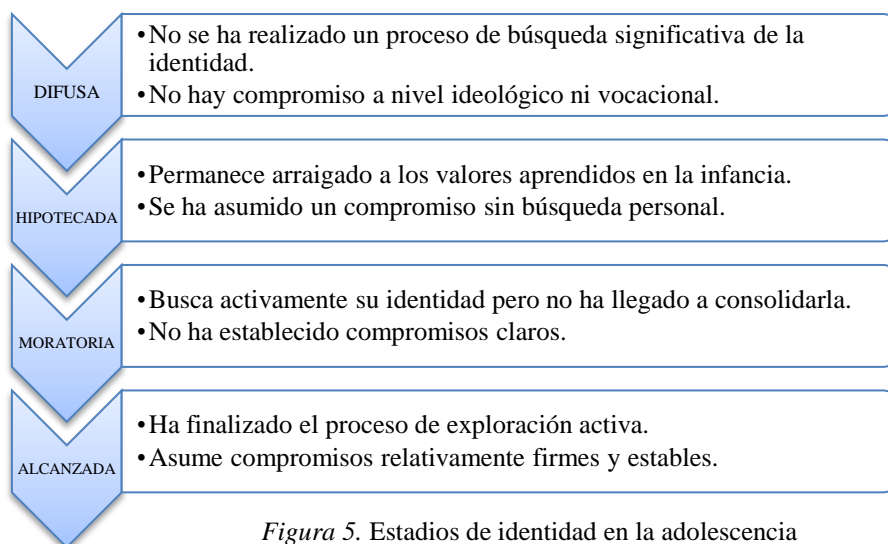 DIFUSA
•No se ha realizado un proceso de búsqueda significativa de la
identidad.
•No hay compromiso a nivel ideológico ni vocacional.
HIPOTECADA
•Permanece arraigado a los valores aprendidos en la infancia.
•Se ha asumido un compromiso sin búsqueda personal.
MORATORIA
•Busca activamente su identidad pero no ha llegado a consolidarla.
•No ha establecido compromisos claros.
ALCANZADA
•Ha finalizado el proceso de exploración activa.
•Asume compromisos relativamente firmes y estables.
Figura 5. Estadios de identidad en la adolescencia